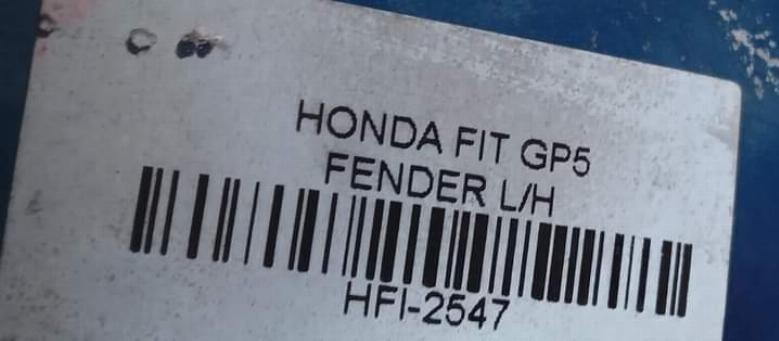 HONDA FIT GP5
FENDER L/H
HFI-2547